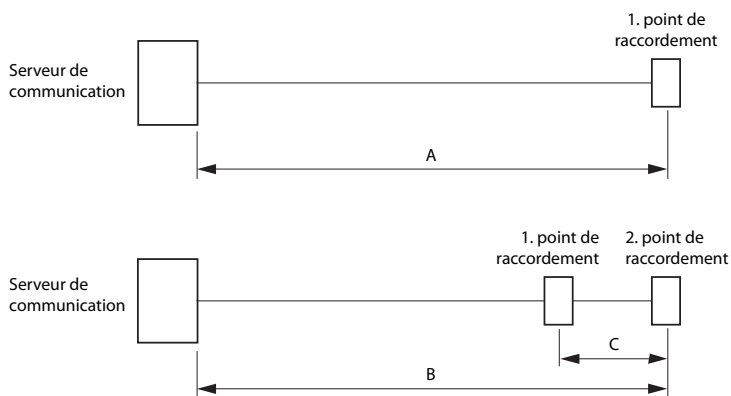 1. point de
raccordement
Serveur de
communication
A
1. point de
raccordement
2. point de
raccordement
Serveur de
communication
C
B